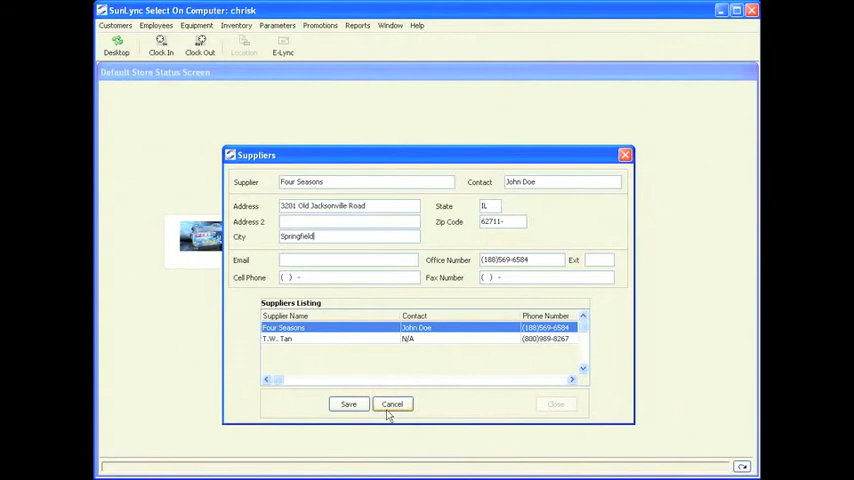 SunLync Select On Computer: chrisk
Customers Employees Equipment Inventory Parameters Promotions Reports Window Help
Desktop Clock In Clock Out Location E-Lync
Default Store Status Screen
Suppliers
Supplier Four Seasons Contact John Doe
Address 3201 Old Jacksonville Road State IL
Address 2 Zip Code 62711-
City Springfield
Email Office Number (188)569-6584 Ext
Cell Phone ( ) - Fax Number ( ) -
Suppliers Listing
Supplier Name Contact Phone Number
Four Seasons John Doe (188)569-6584
T.W. Tan N/A (800)989-8267
Save Cancel Close